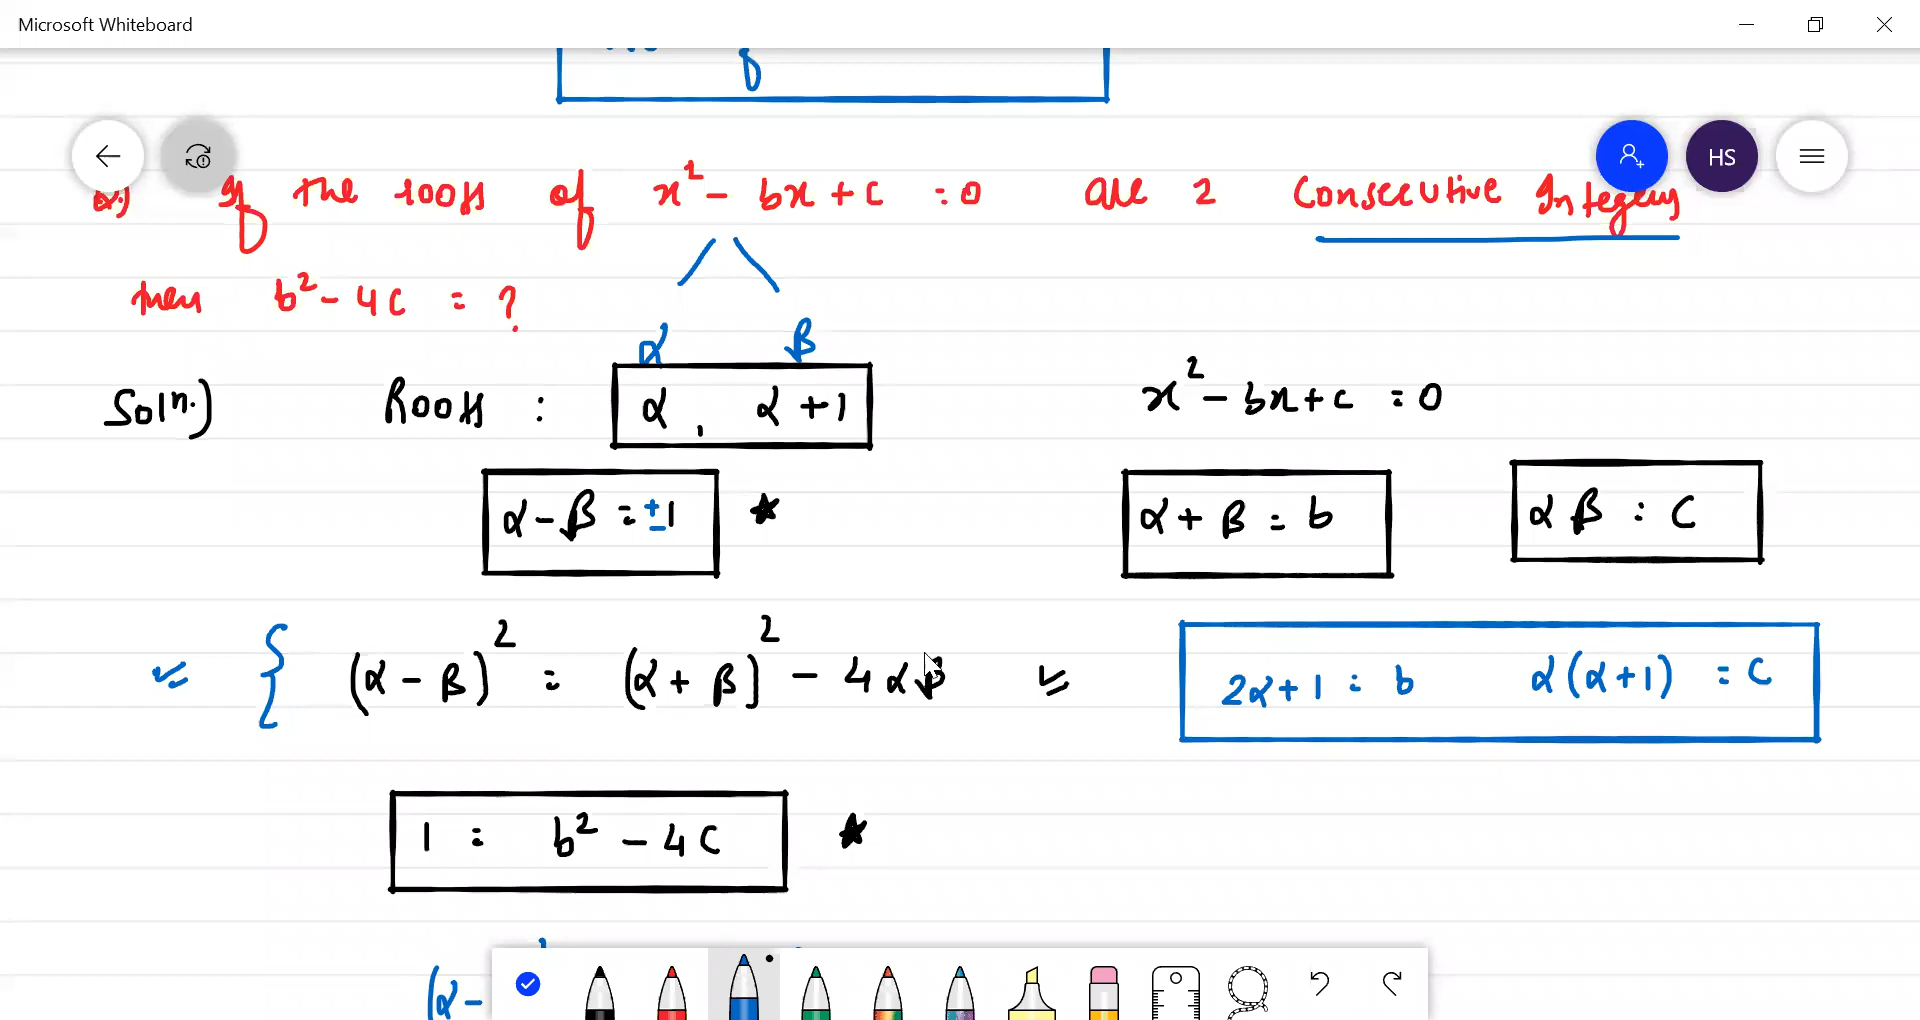 Microsoft Whiteboard
HS
Q.) If the roots of x² - bx + c = 0 are 2 Consecutive Integers
then b² - 4c = ?
α β
Soln.) Roots : α, α + 1 x² - bx + c = 0
α - β = ±1 α + β = b α β = c
(α - β)² = (α + β)² - 4αβ 2α + 1 = b α(α + 1) = c
1 = b² - 4c
(α -